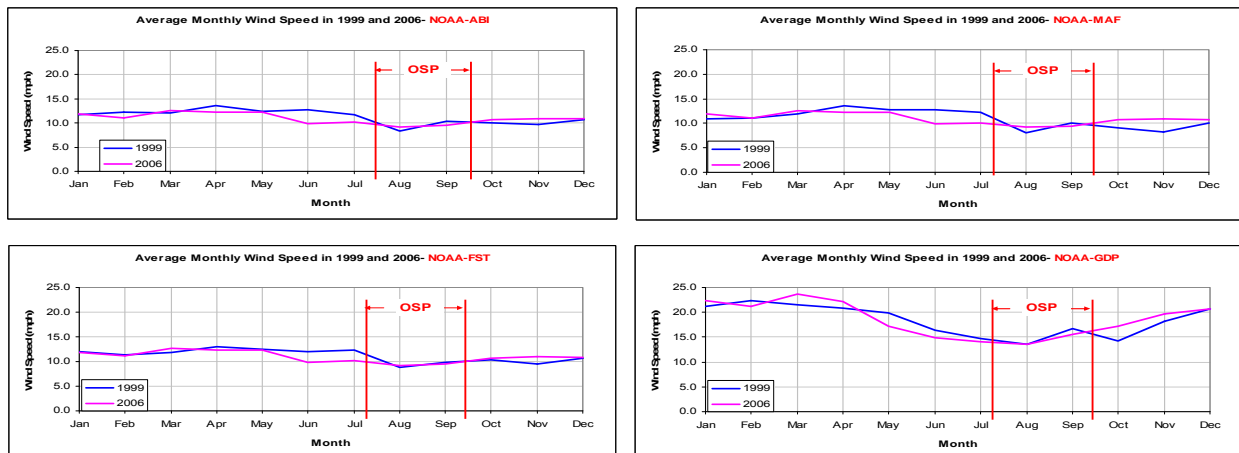 Average Monthly Wind Speed in 1999 and 2006- NOAA-ABI
Wind Speed (mph)
25.0
20.0
15.0
10.0
5.0
0.0
OSP
1999
2006
Jan Feb Mar Apr May Jun Jul Aug Sep Oct Nov Dec
Month
Average Monthly Wind Speed in 1999 and 2006- NOAA-MAF
Wind Speed (mph)
25.0
20.0
15.0
10.0
5.0
0.0
OSP
1999
2006
Jan Feb Mar Apr May Jun Jul Aug Sep Oct Nov Dec
Month
Average Monthly Wind Speed in 1999 and 2006- NOAA-FST
Wind Speed (mph)
25.0
20.0
15.0
10.0
5.0
0.0
OSP
1999
2006
Jan Feb Mar Apr May Jun Jul Aug Sep Oct Nov Dec
Month
Average Monthly Wind Speed in 1999 and 2006- NOAA-GDP
Wind Speed (mph)
25.0
20.0
15.0
10.0
5.0
0.0
OSP
1999
2006
Jan Feb Mar Apr May Jun Jul Aug Sep Oct Nov Dec
Month